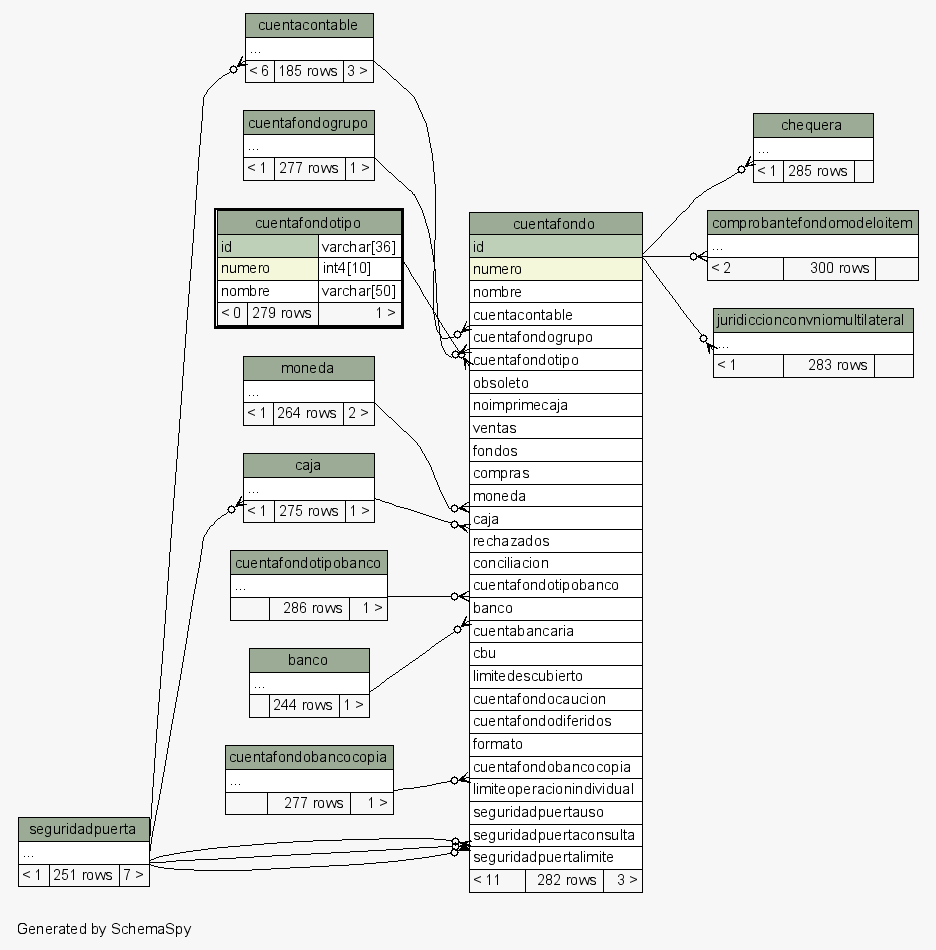 cuentacontable
...
< 6 185 rows 3 >
cuentafondogrupo
...
< 1 277 rows 1 >
cuentafondotipo
id varchar[36]
numero int4[10]
nombre varchar[50]
< 0 279 rows 1 >
moneda
...
< 1 264 rows 2 >
caja
...
< 1 275 rows 1 >
cuentafondotipobanco
...
286 rows 1 >
banco
...
244 rows 1 >
cuentafondobancocopia
...
277 rows 1 >
seguridadpuerta
...
< 1 251 rows 7 >
cuentafondo
id
numero
nombre
cuentacontable
cuentafondogrupo
cuentafondotipo
obsoleto
noimprimecaja
ventas
fondos
compras
moneda
caja
rechazados
conciliacion
cuentafondotipobanco
banco
cuentabancaria
cbu
limitedescubierto
cuentafondocaucion
cuentafondodiferidos
formato
cuentafondobancocopia
limiteoperacionindividual
seguridadpuertauso
seguridadpuertaconsulta
seguridadpuertalimite
< 11 282 rows 3 >
chequera
...
< 1 285 rows
comprobantefondomodeloitem
...
< 2 300 rows
juridiccionconvniomultilateral
...
< 1 283 rows
Generated by SchemaSpy